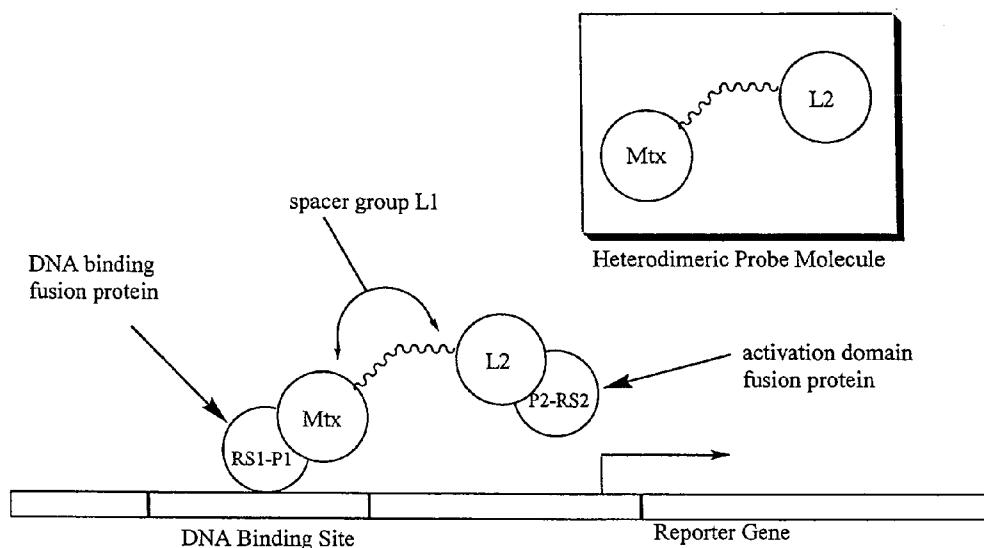 L2
Mtx
Heterodimeric Probe Molecule
spacer group L1
DNA binding
fusion protein
L2
activation domain
fusion protein
P2-RS2
Mtx
RS1-P1
DNA Binding Site
Reporter Gene